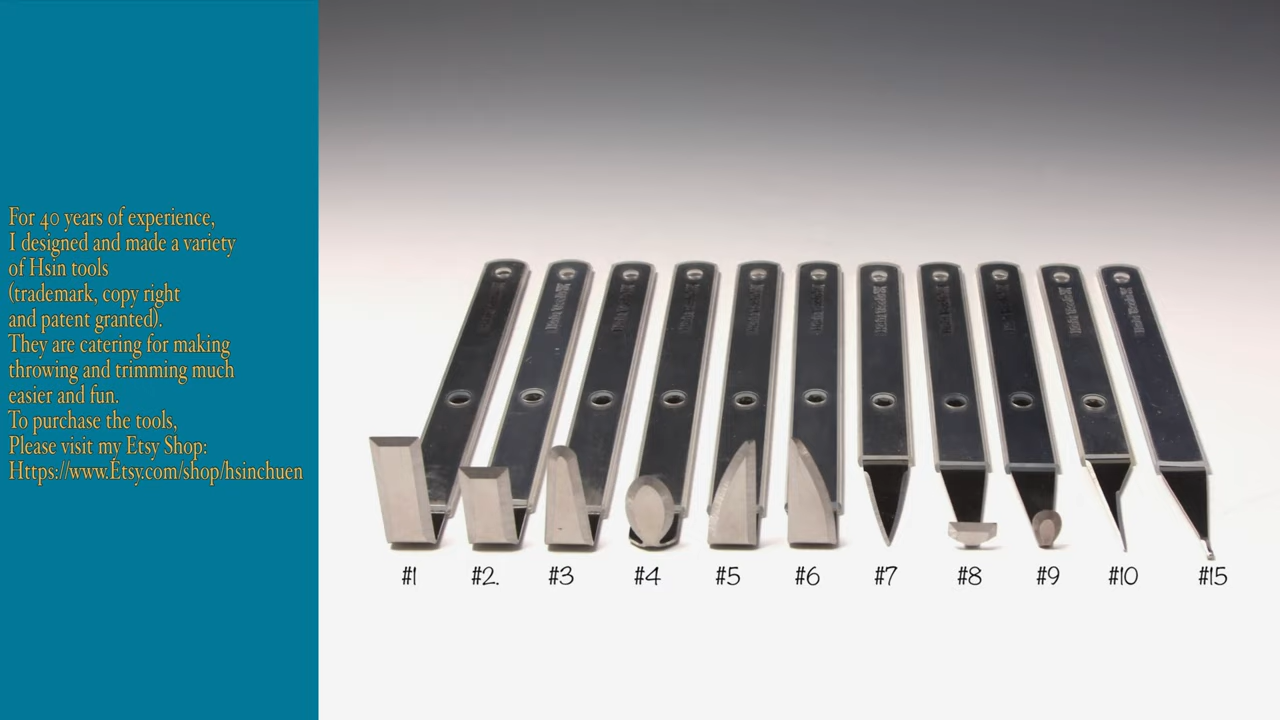 For 40 years of experience,
I designed and made a variety
of Hsin tools
(trademark, copy right
and patent granted).
They are catering for making
throwing and trimming much
easier and fun.
To purchase the tools,
Please visit my Etsy Shop:
Https://www.Etsy.com/shop/hsinchuen
#1 #2. #3 #4 #5 #6 #7 #8 #9 #10 #15